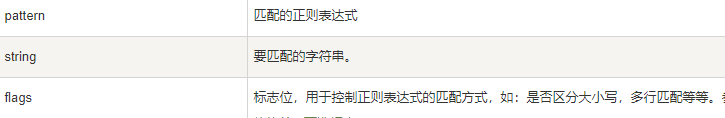 pattern 匹配的正则表达式
string 要匹配的字符串。
flags 标志位，用于控制正则表达式的匹配方式，如：是否区分大小写，多行匹配等等。